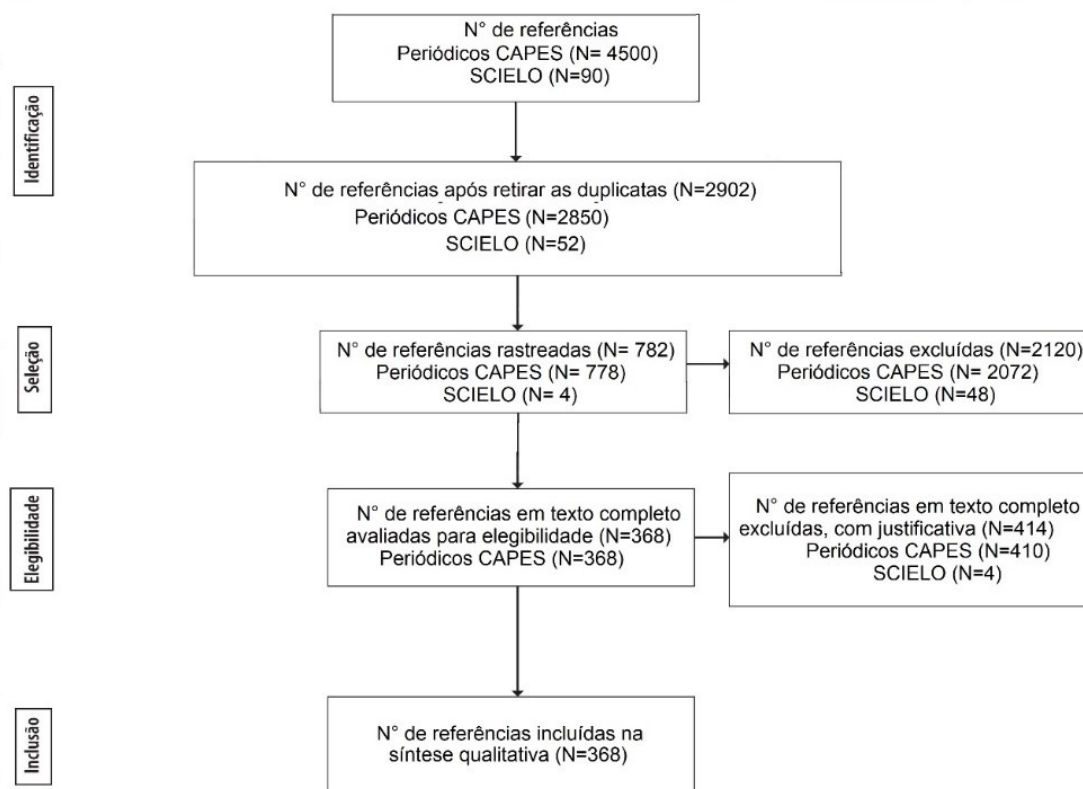 N° de referências
Periódicos CAPES (N= 4500)
SCIELO (N=90)
Identificação
N° de referências após retirar as duplicatas (N=2902)
Periódicos CAPES (N=2850)
SCIELO (N=52)
Seleção
N° de referências rastreadas (N= 782)
Periódicos CAPES (N= 778)
SCIELO (N= 4)
N° de referências excluídas (N=2120)
Periódicos CAPES (N= 2072)
SCIELO (N=48)
Elegibilidade
N° de referências em texto completo
avaliadas para elegibilidade (N=368)
Periódicos CAPES (N=368)
N° de referências em texto completo
excluídas, com justificativa (N=414)
Periódicos CAPES (N=410)
SCIELO (N=4)
Inclusão
N° de referências incluídas na
síntese qualitativa (N=368)